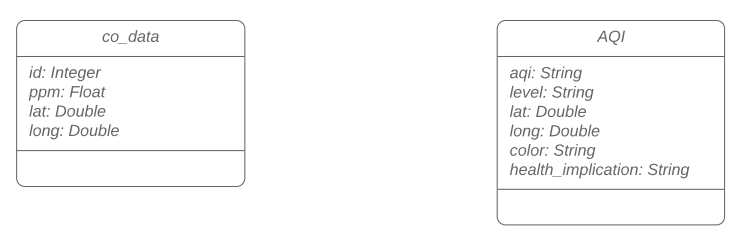 co_data
id: Integer
ppm: Float
lat: Double
long: Double
AQI
aqi: String
level: String
lat: Double
long: Double
color: String
health_implication: String